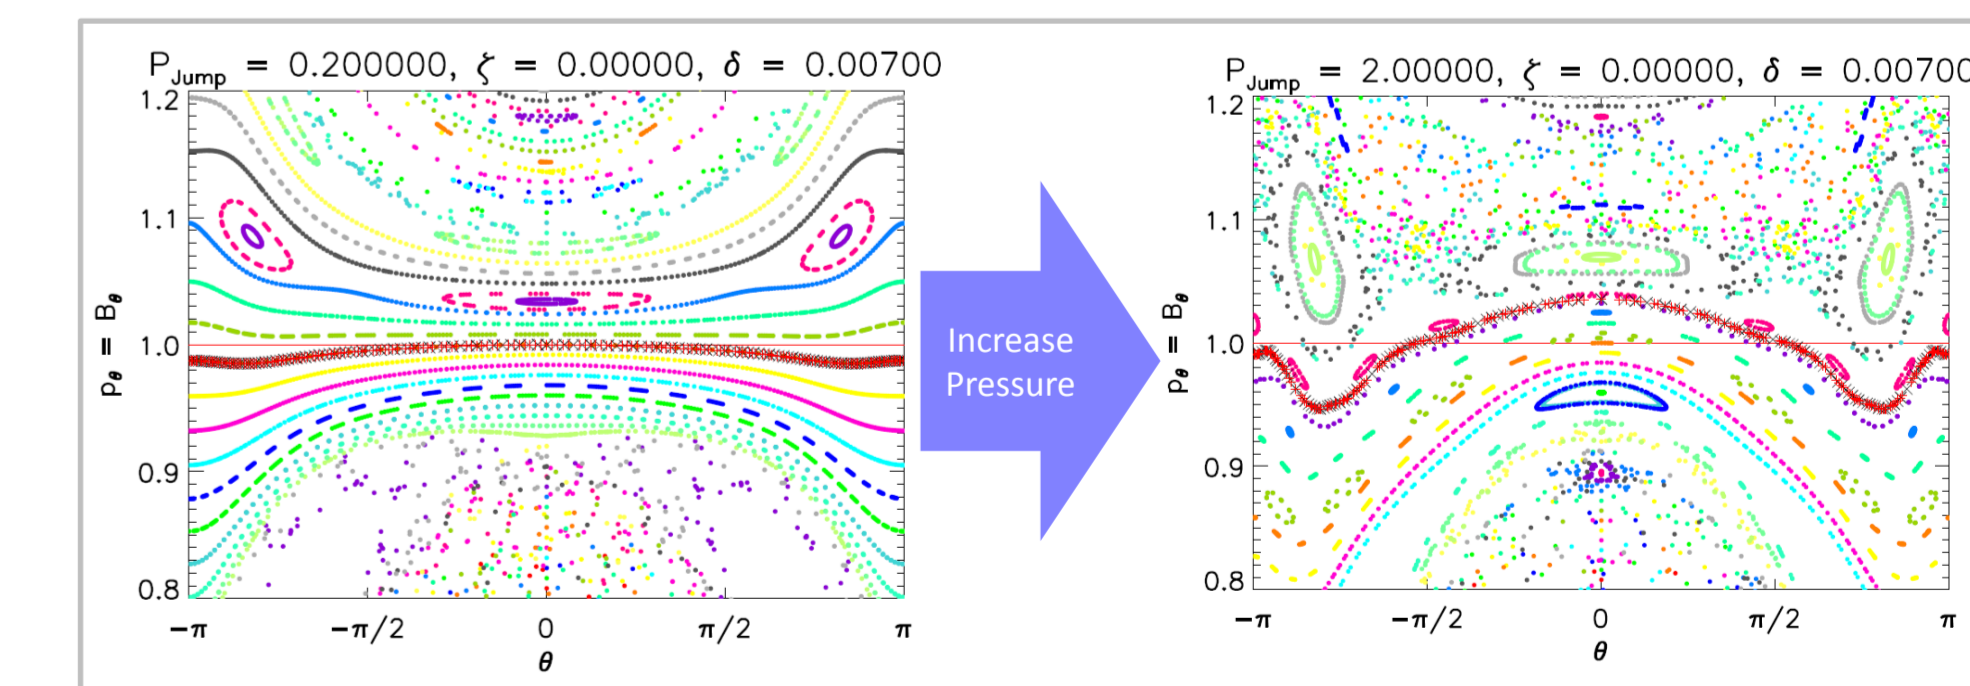 P_Jump = 0.200000, ζ = 0.00000, δ = 0.00700
1.2
1.1
1.0
0.9
0.8
p_θ = B_θ
-π
-π/2
0
π/2
π
θ
Increase
Pressure
P_Jump = 2.00000, ζ = 0.00000, δ = 0.00700
1.2
1.1
1.0
0.9
0.8
p_θ = B_θ
-π
-π/2
0
π/2
π
θ